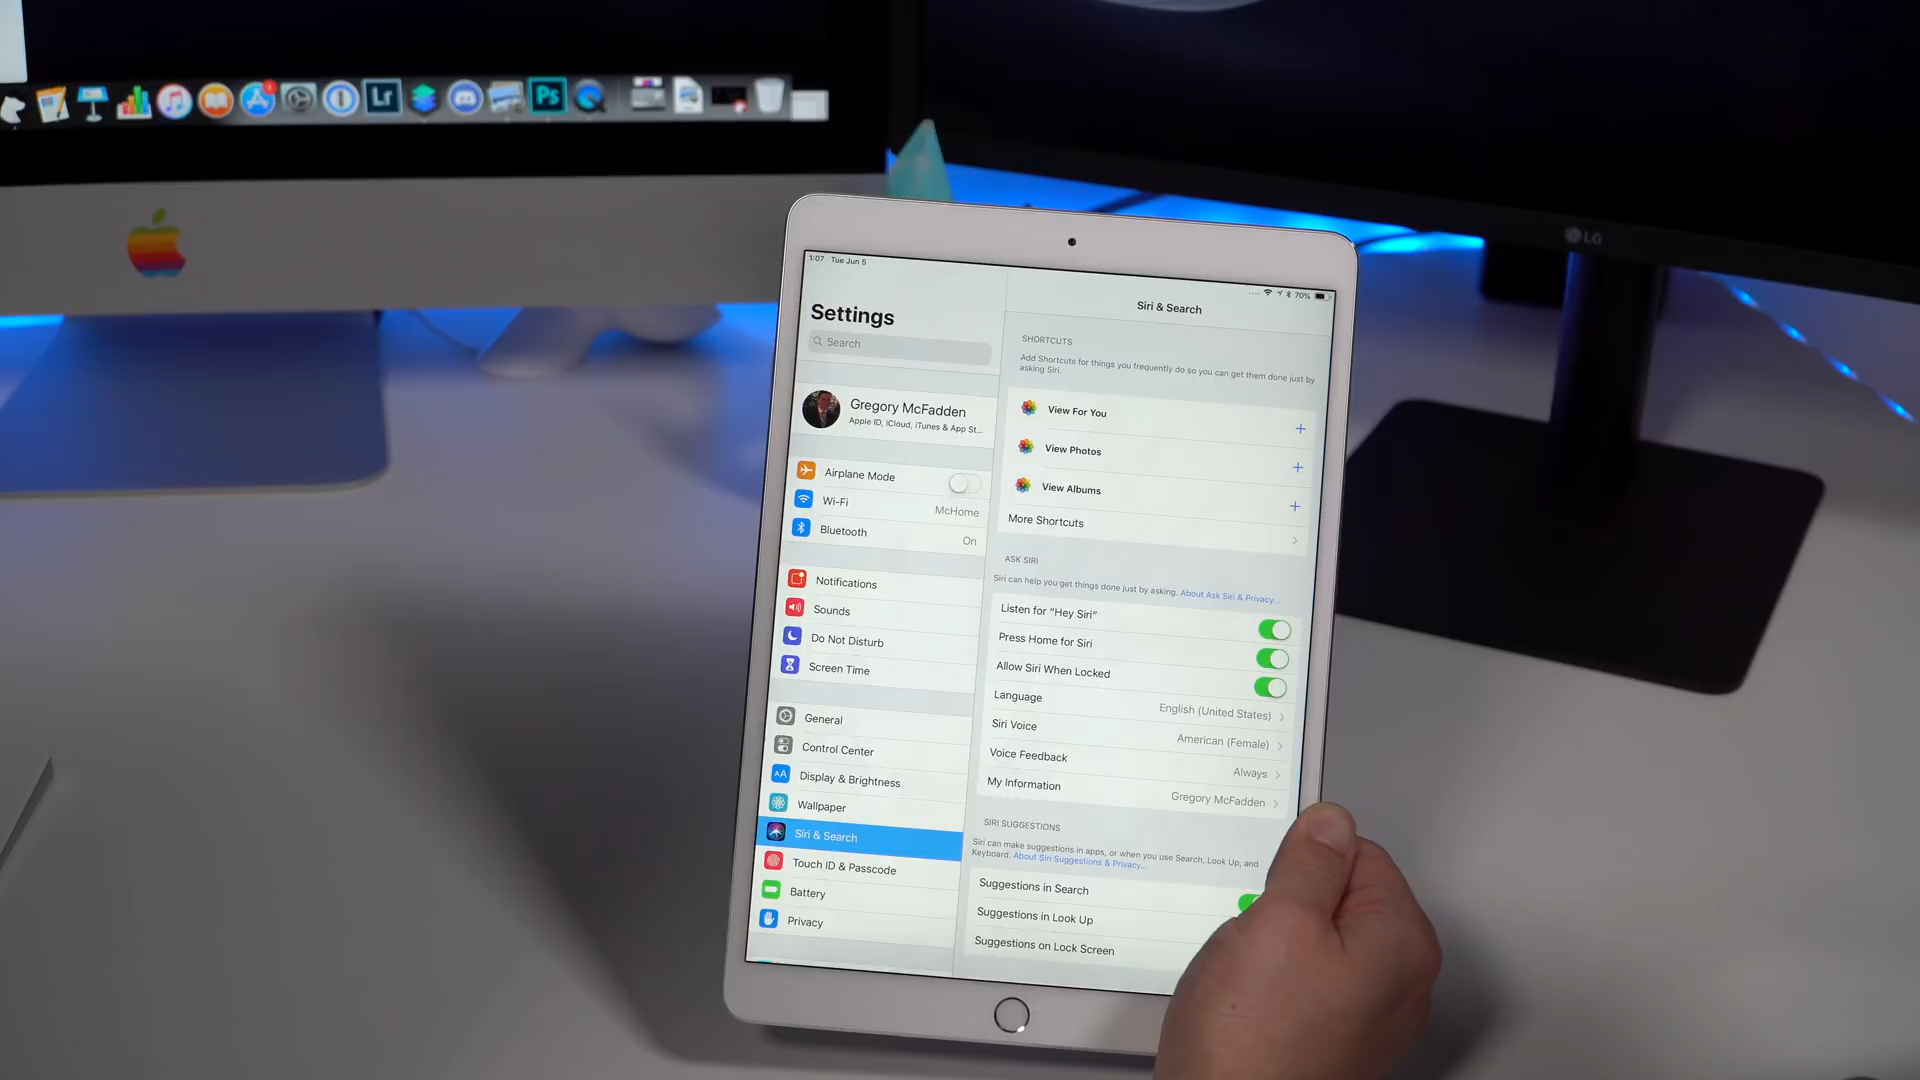 Lr
Ps
LG
1:07 Tue Jun 5
70%
Settings
Search
Gregory McFadden
Apple ID, iCloud, iTunes & App St...
Airplane Mode
Wi-Fi
McHome
Bluetooth
On
Notifications
Sounds
Do Not Disturb
Screen Time
General
Control Center
AA
Display & Brightness
Wallpaper
Siri & Search
Touch ID & Passcode
Battery
Privacy
Siri & Search
SHORTCUTS
Add Shortcuts for things you frequently do so you can get them done just by
asking Siri.
View For You
View Photos
View Albums
More Shortcuts
ASK SIRI
Siri can help you get things done just by asking. About Ask Siri & Privacy...
Listen for "Hey Siri"
Press Home for Siri
Allow Siri When Locked
Language
English (United States)
Siri Voice
American (Female)
Voice Feedback
Always
My Information
Gregory McFadden
SIRI SUGGESTIONS
Siri can make suggestions in apps, or when you use Search, Look Up, and
Keyboard. About Siri Suggestions & Privacy...
Suggestions in Search
Suggestions in Look Up
Suggestions on Lock Screen